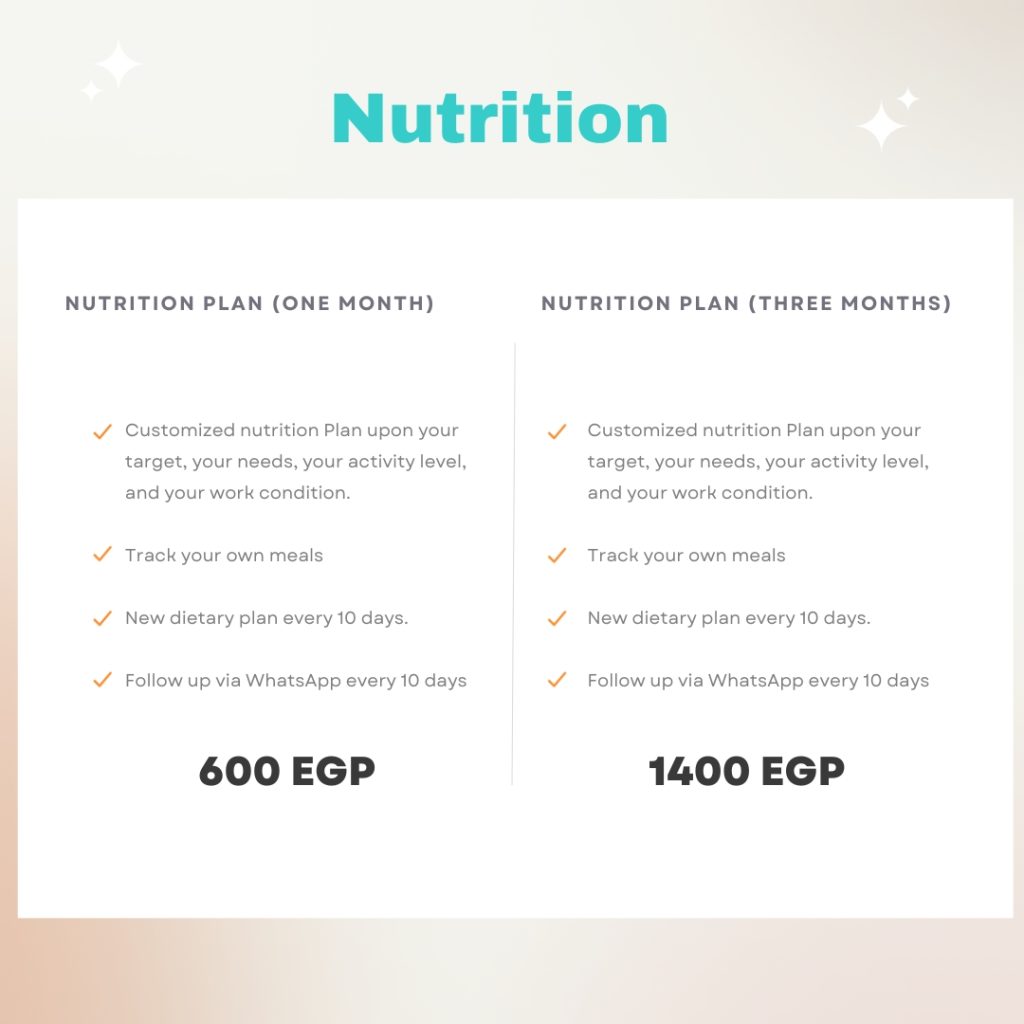 Nutrition
NUTRITION PLAN (ONE MONTH)
Customized nutrition Plan upon your
target, your needs, your activity level,
and your work condition.
Track your own meals
New dietary plan every 10 days.
Follow up via WhatsApp every 10 days
600 EGP
NUTRITION PLAN (THREE MONTHS)
Customized nutrition Plan upon your
target, your needs, your activity level,
and your work condition.
Track your own meals
New dietary plan every 10 days.
Follow up via WhatsApp every 10 days
1400 EGP